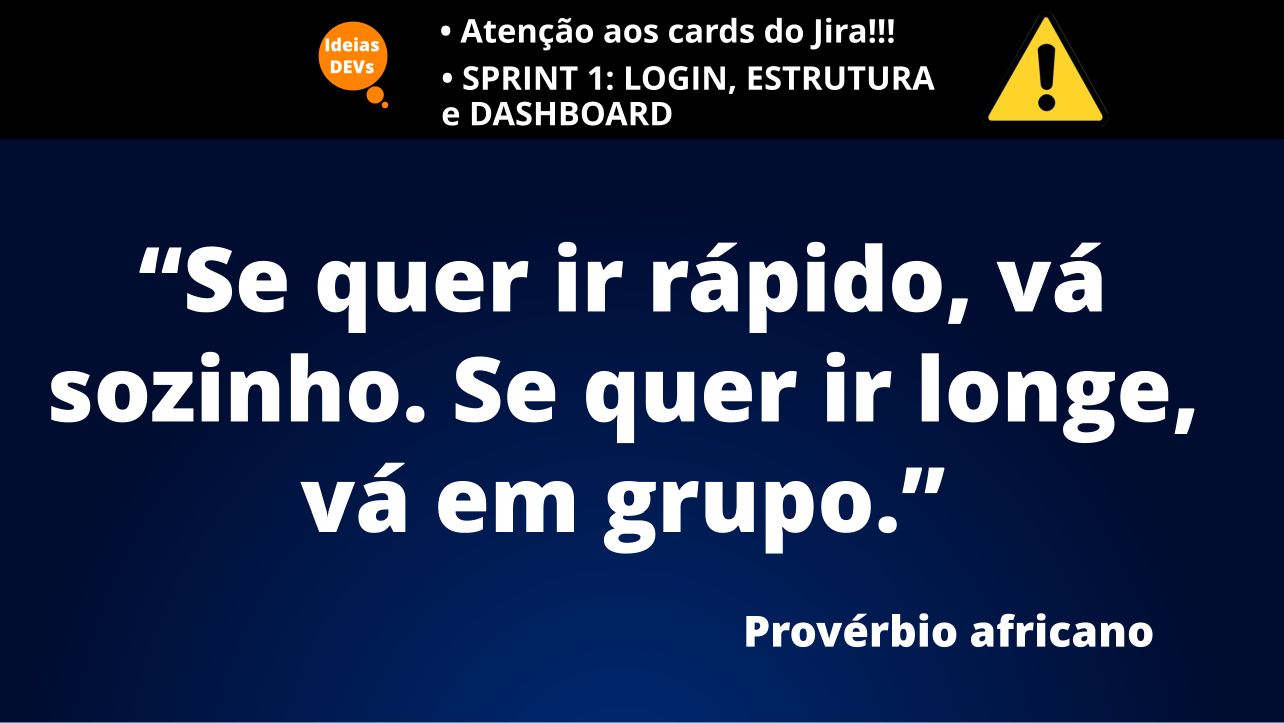 Ideias
DEVs
• Atenção aos cards do Jira!!!
• SPRINT 1: LOGIN, ESTRUTURA
e DASHBOARD
“Se quer ir rápido, vá
sozinho. Se quer ir longe,
vá em grupo.”
Provérbio africano